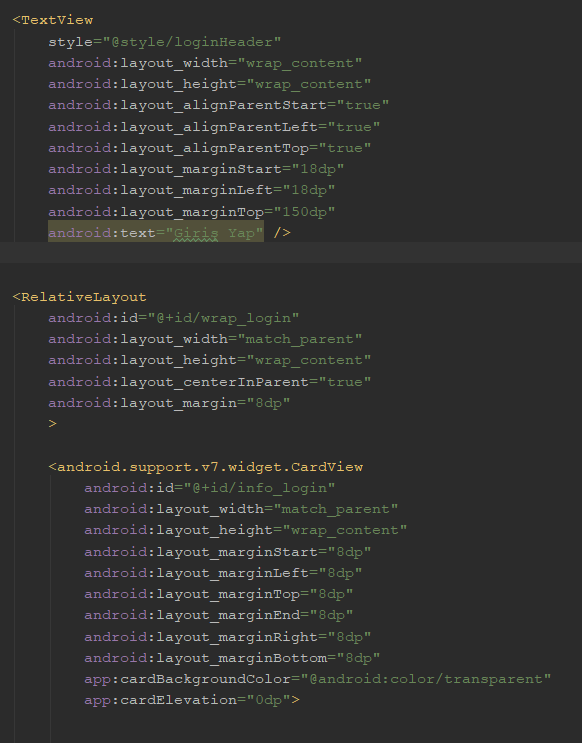 <TextView
style="@style/loginHeader"
android:layout_width="wrap_content"
android:layout_height="wrap_content"
android:layout_alignParentStart="true"
android:layout_alignParentLeft="true"
android:layout_alignParentTop="true"
android:layout_marginStart="18dp"
android:layout_marginLeft="18dp"
android:layout_marginTop="150dp"
android:text="Giriş Yap" />
<RelativeLayout
android:id="@+id/wrap_login"
android:layout_width="match_parent"
android:layout_height="wrap_content"
android:layout_centerInParent="true"
android:layout_margin="8dp"
>
<android.support.v7.widget.CardView
android:id="@+id/info_login"
android:layout_width="match_parent"
android:layout_height="wrap_content"
android:layout_marginStart="8dp"
android:layout_marginLeft="8dp"
android:layout_marginTop="8dp"
android:layout_marginEnd="8dp"
android:layout_marginRight="8dp"
android:layout_marginBottom="8dp"
app:cardBackgroundColor="@android:color/transparent"
app:cardElevation="0dp">